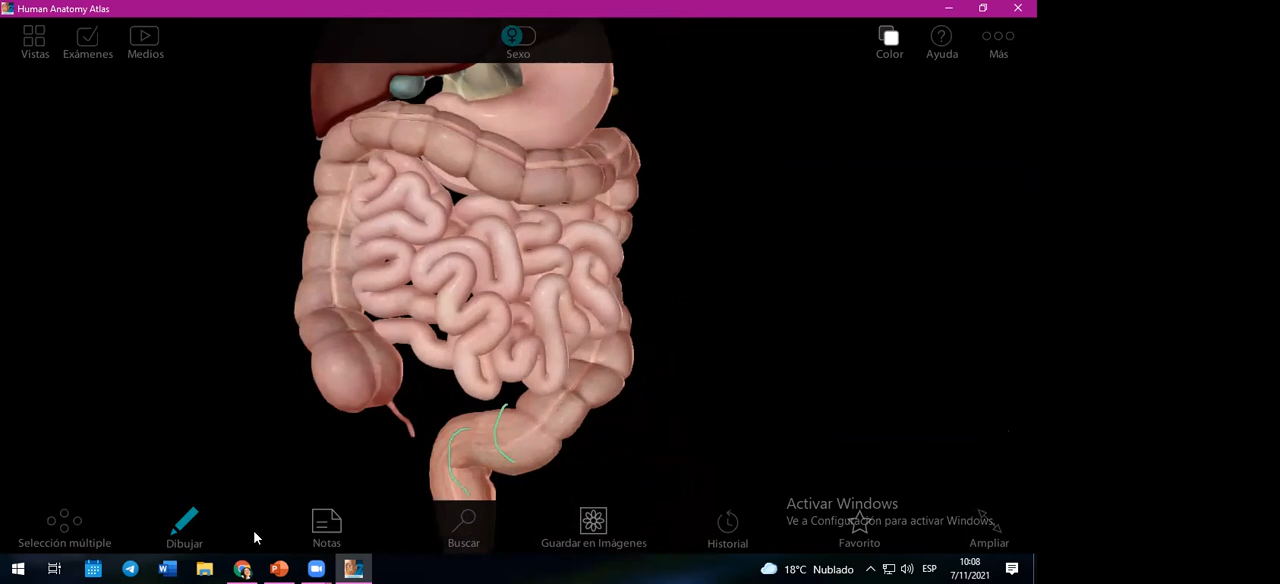 Human Anatomy Atlas
Vistas
Exámenes
Medios
Sexo
Color
Ayuda
Más
Activar Windows
Ve a Configuración para activar Windows.
Selección múltiple
Dibujar
Notas
Buscar
Guardar en Imágenes
Historial
Favorito
Ampliar
18°C Nublado
ESP
10:08
7/11/2021